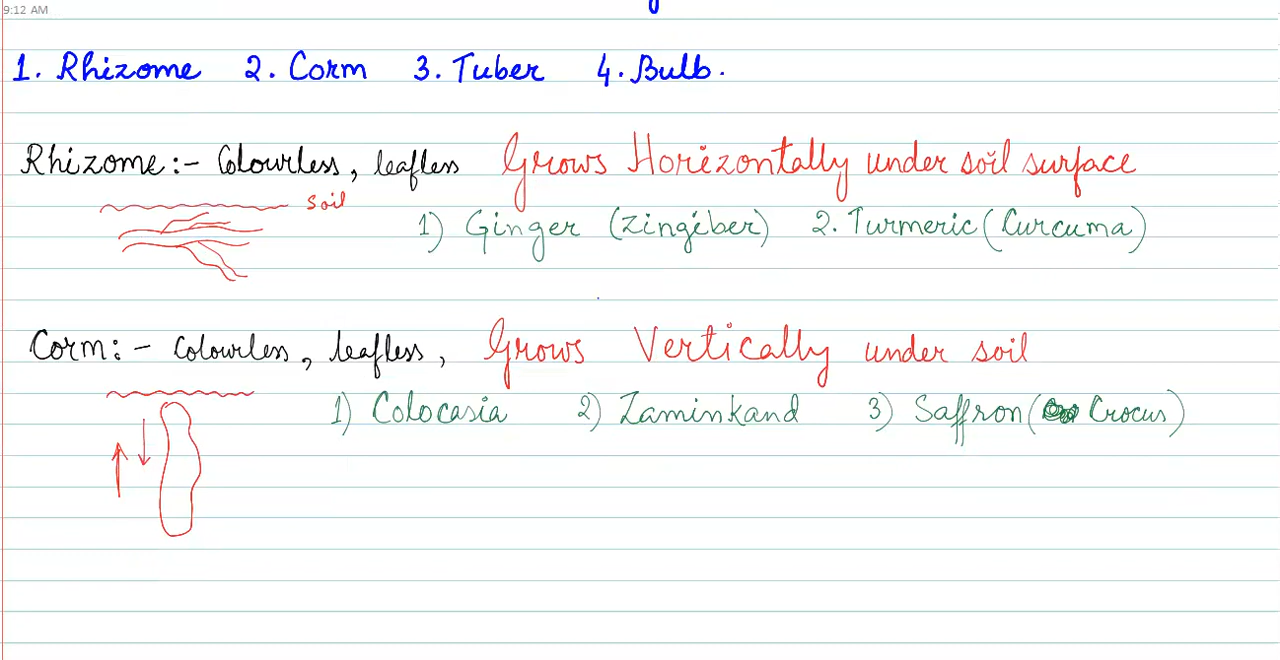 9:12 AM
1. Rhizome 2. Corm 3. Tuber 4. Bulb.
Rhizome:- Colourless, leafless Grows Horizontally under soil surface
soil
1) Ginger (Zingiber) 2. Turmeric (Curcuma)
Corm:- Colourless, leafless, Grows Vertically under soil
1) Colocasia 2) Zaminkand 3) Saffron (Crocus)